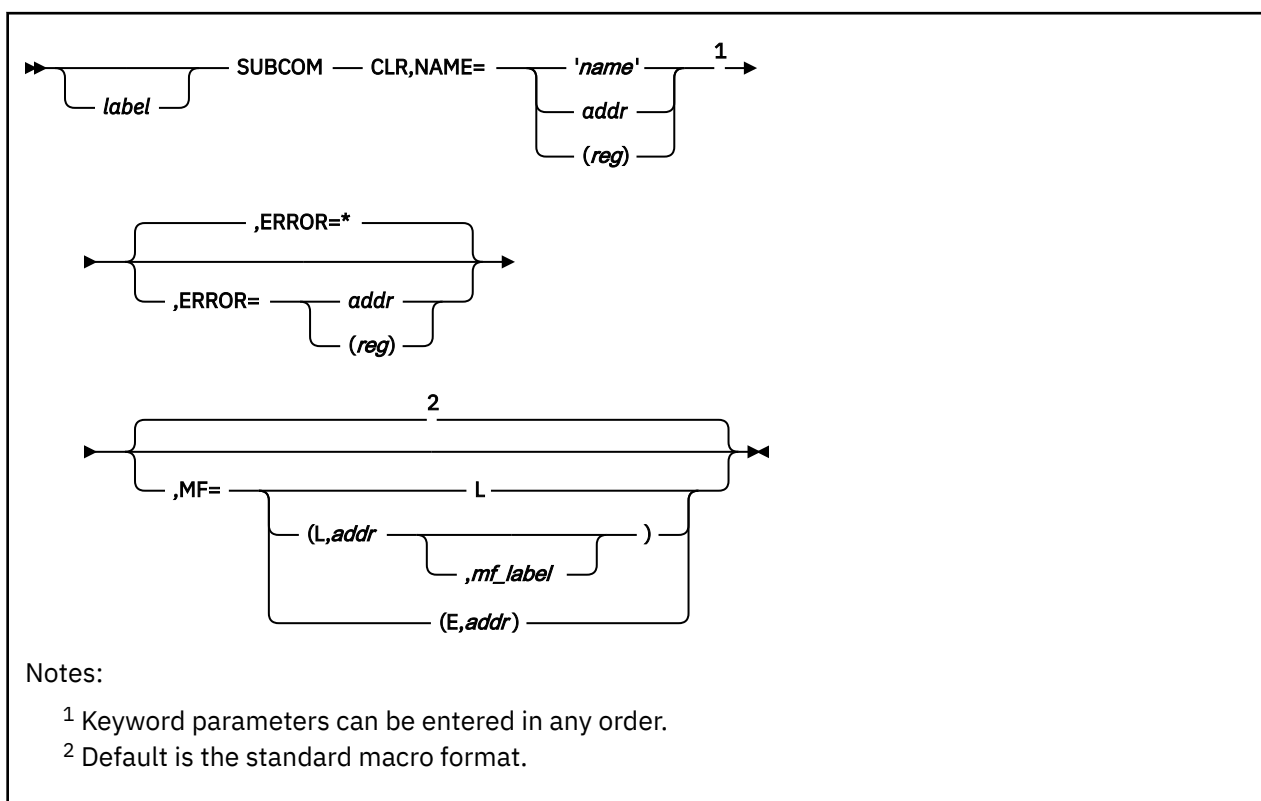 SUBCOM CLR,NAME= 'name' 1
label addr
(reg)
,ERROR=*
,ERROR= addr
(reg)
2
,MF= L
(L,addr )
,mf_label
(E,addr)
Notes:
1 Keyword parameters can be entered in any order.
2 Default is the standard macro format.